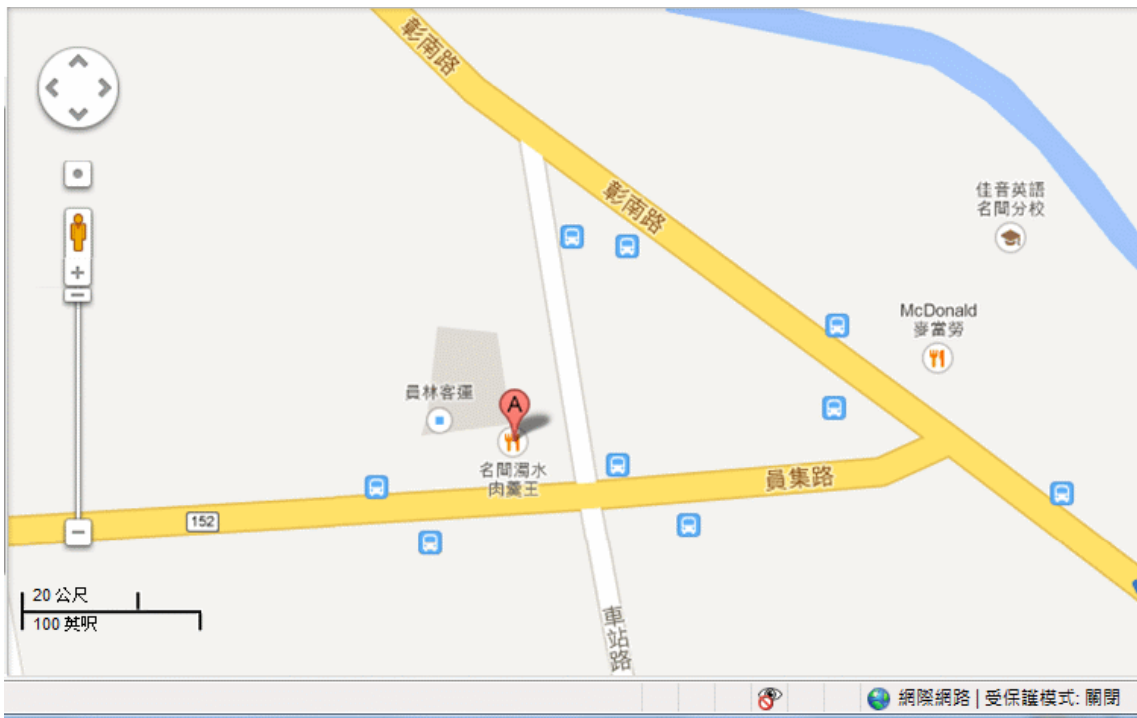 彰南路
彰南路
佳音英語
名間分校
McDonald
麥當勞
員林客運
A
名間濁水
肉羹王
員集路
152
20 公尺
100 英呎
車站路
網際網路 | 受保護模式: 關閉